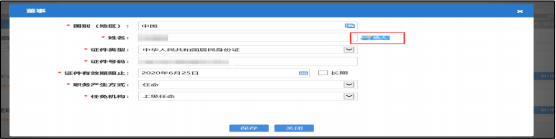 董事
* 国别（地区）： 中国
* 姓名：
* 证件类型： 中华人民共和国居民身份证
* 证件号码：
* 证件有效期限止： 2020年6月25日 长期
* 职务产生方式： 任命
* 任免机构： 上级任命
保存 关闭